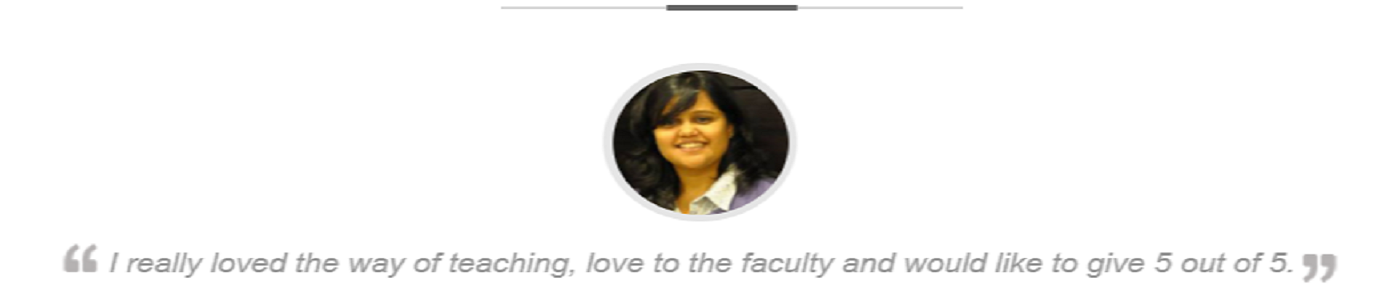 “ I really loved the way of teaching, love to the faculty and would like to give 5 out of 5. ”